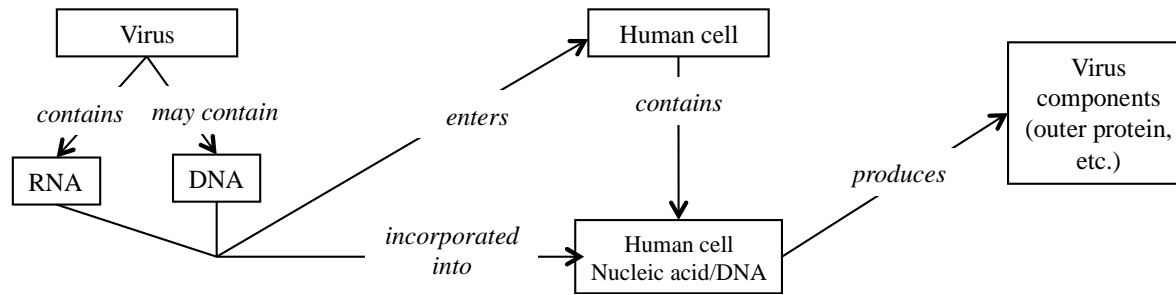 Virus
Human cell
Virus
components
(outer protein,
etc.)
contains
may contain
enters
contains
RNA
DNA
produces
incorporated
into
Human cell
Nucleic acid/DNA